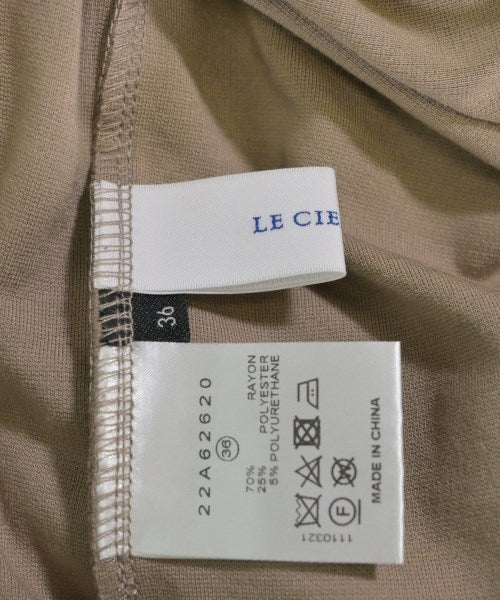 LE CIE
36
22A62620
36
70% RAYON
25% POLYESTER
5% POLYURETHANE
F
MADE IN CHINA
1110321